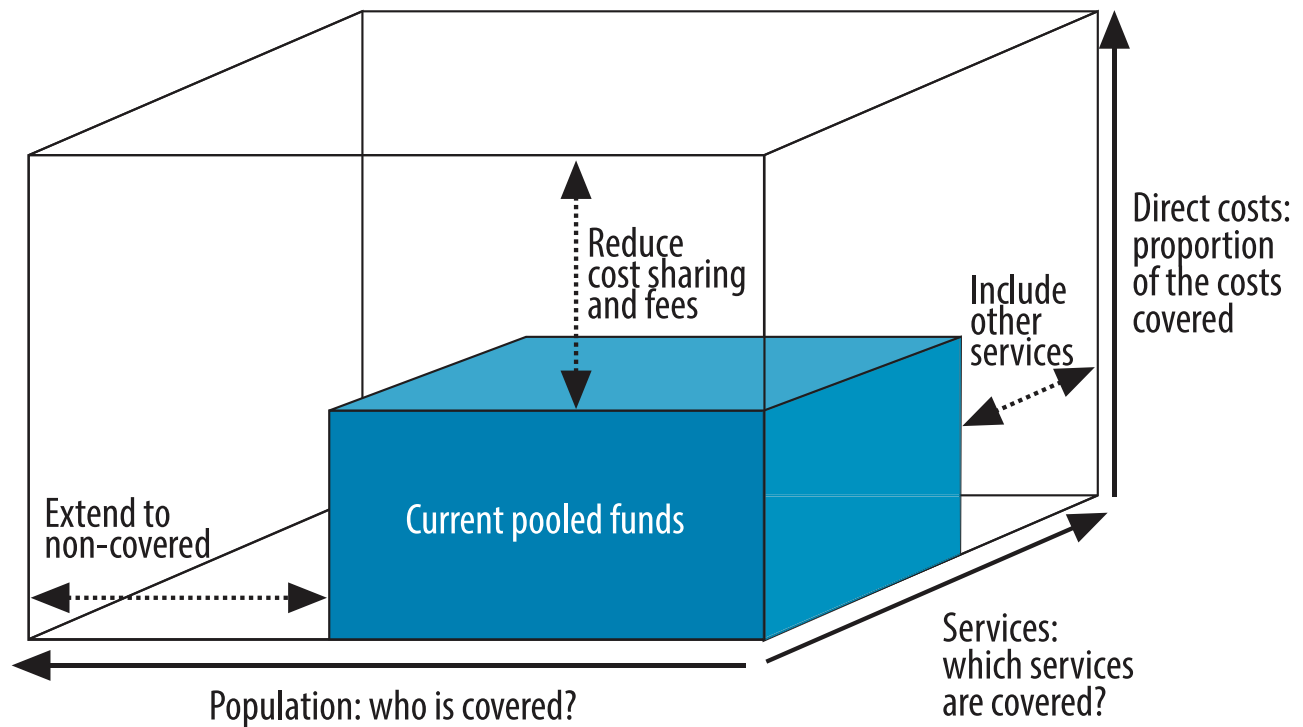 Reduce
cost sharing
and fees
Direct costs:
proportion
of the costs
covered
Include
other
services
Extend to
non-covered
Current pooled funds
Services:
which services
are covered?
Population: who is covered?